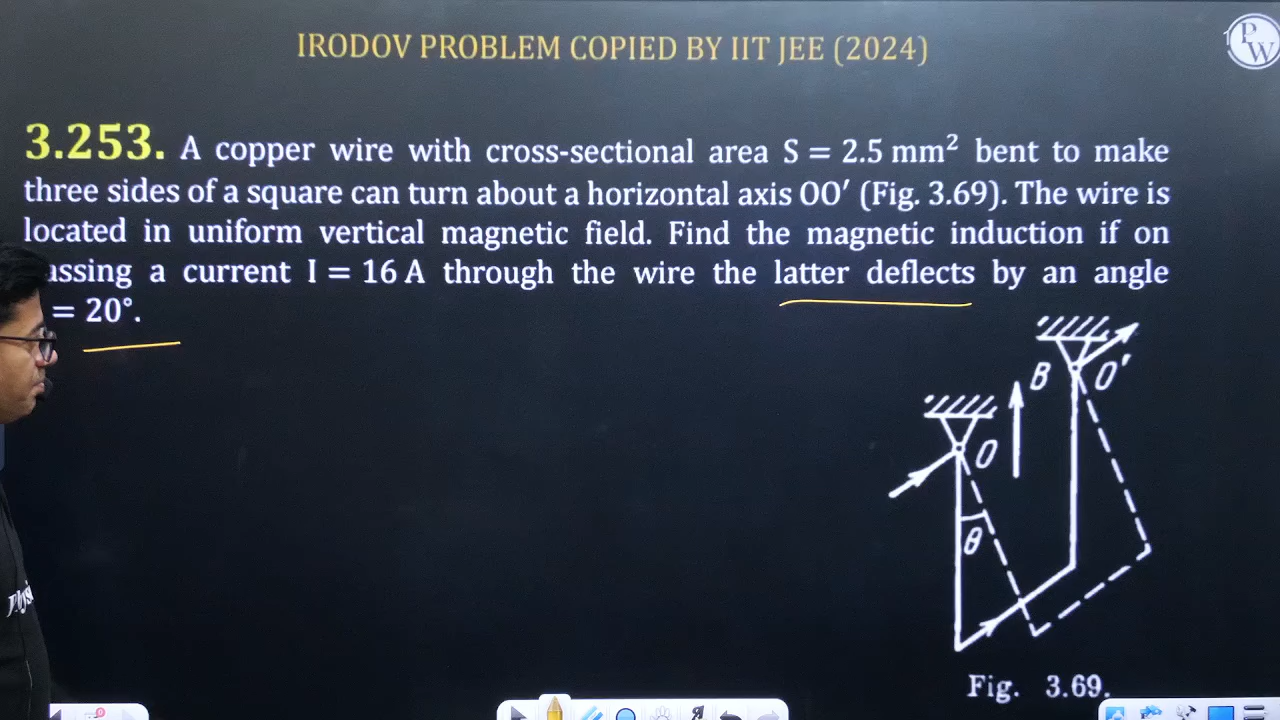 IRODOV PROBLEM COPIED BY IIT JEE (2024)
PW
3.253. A copper wire with cross-sectional area S = 2.5 mm² bent to make
three sides of a square can turn about a horizontal axis OO′ (Fig. 3.69). The wire is
located in uniform vertical magnetic field. Find the magnetic induction if on
assing a current I = 16 A through the wire the latter deflects by an angle
= 20°.
B O′
O
θ
Fig. 3.69.